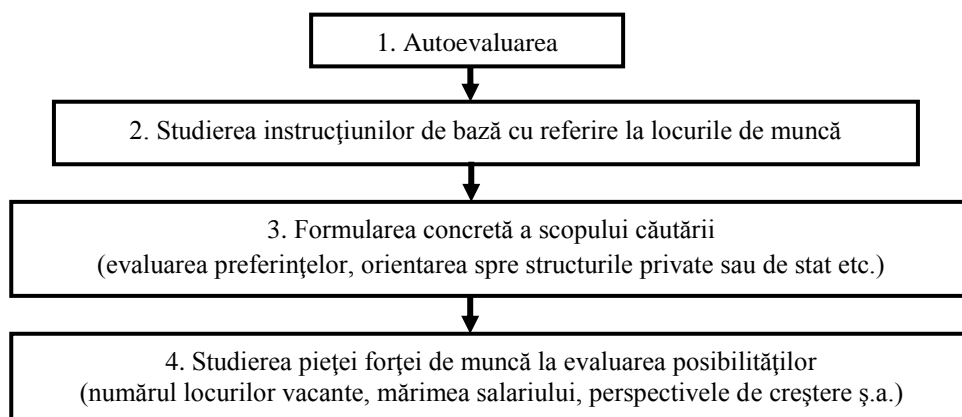 1. Autoevaluarea
2. Studierea instrucţiunilor de bază cu referire la locurile de muncă
3. Formularea concretă a scopului căutării
(evaluarea preferinţelor, orientarea spre structurile private sau de stat etc.)
4. Studierea pieţei forţei de muncă la evaluarea posibilităţilor
(numărul locurilor vacante, mărimea salariului, perspectivele de creştere ş.a.)